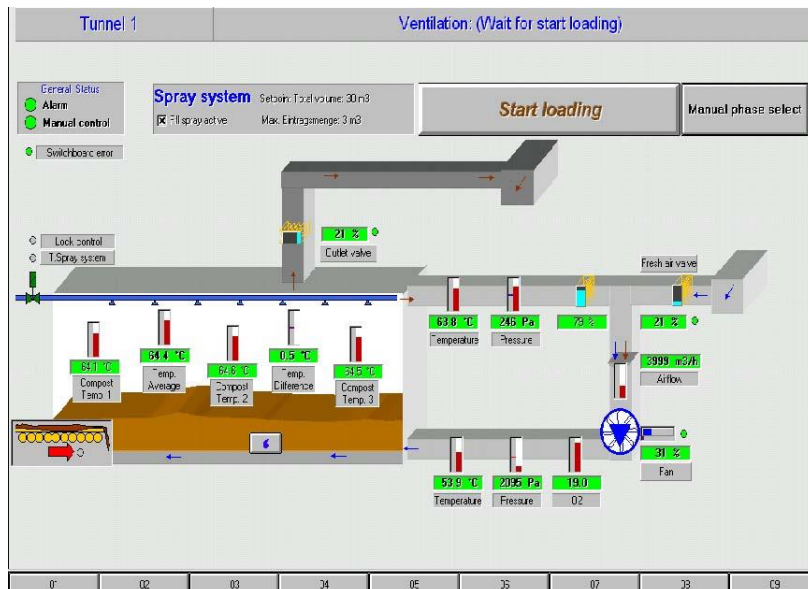 Tunnel 1
Ventilation: (Wait for start loading)
General Status
Alarm
Manual control
Switchboard error
Spray system
Setpoint Total volume: 30 m3
Fill spray active
Max. Eintragsmenge: 3 m3
Start loading
Manual phase select
21 %
Outlet valve
Lock control
T.Spray system
Fresh air valve
63.8 °C
Temperature
246 Pa
Pressure
79 %
21 %
64.1 °C
Compost
Temp 1
64.4 °C
Temp.
Average
64.6 °C
Compost
Temp. 2
0.5 °C
Temp.
Difference
64.5 °C
Compost
Temp. 3
3999 m3/h
Airflow
6
31 %
Fan
53.9 °C
Temperature
2095 Pa
Pressure
19.0
O2
01
02
03
04
05
06
07
08
09